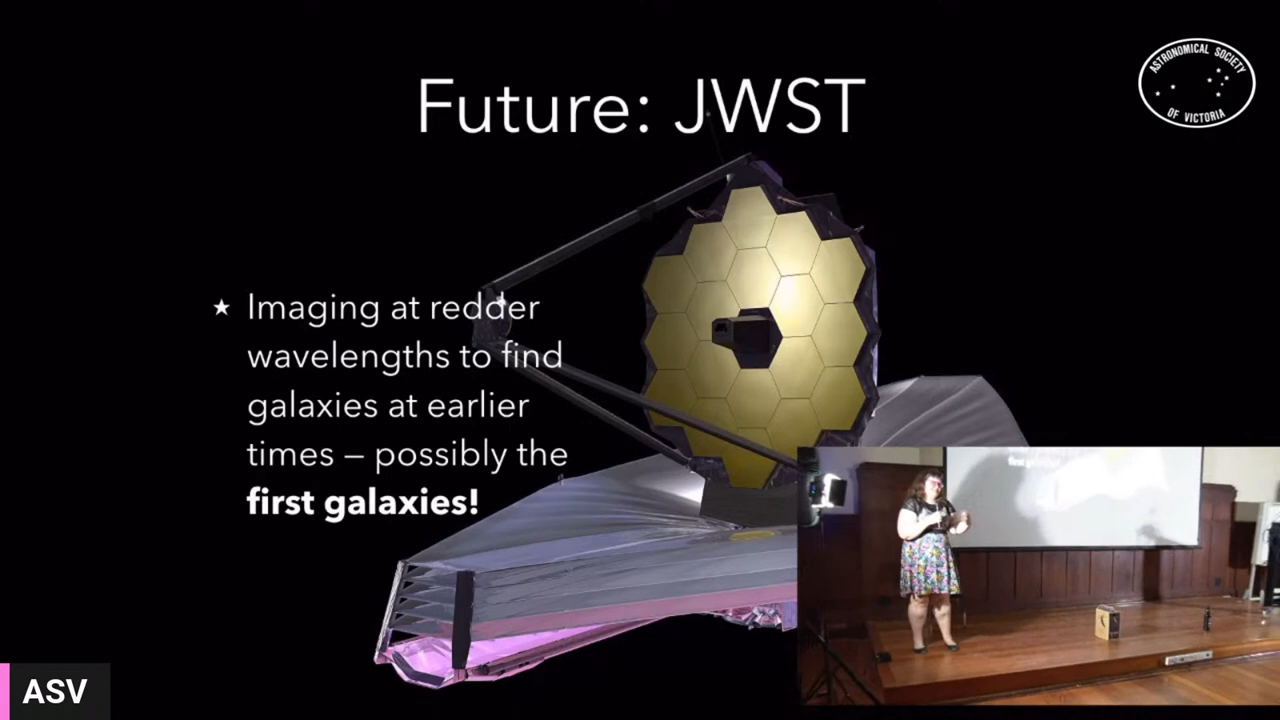 Future: JWST
ASTRONOMICAL SOCIETY
OF VICTORIA
★ Imaging at redder
wavelengths to find
galaxies at earlier
times – possibly the
first galaxies!
ASV